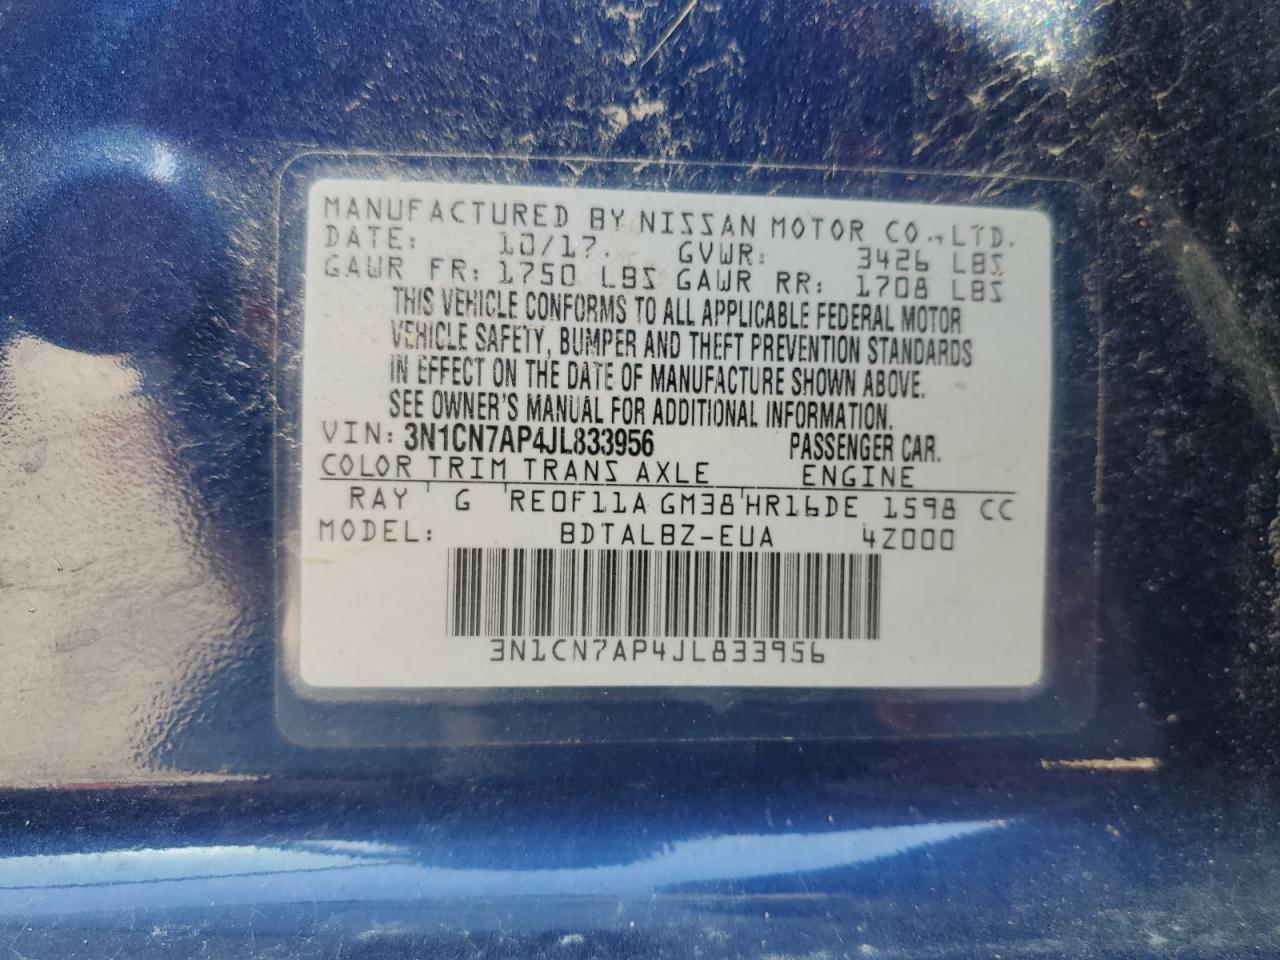 MANUFACTURED BY NISSAN MOTOR CO.,LTD.
DATE: 10/17. GVWR: 3426 LBS
GAWR FR: 1750 LBS GAWR RR: 1708 LBS
THIS VEHICLE CONFORMS TO ALL APPLICABLE FEDERAL MOTOR
VEHICLE SAFETY, BUMPER AND THEFT PREVENTION STANDARDS
IN EFFECT ON THE DATE OF MANUFACTURE SHOWN ABOVE.
SEE OWNER'S MANUAL FOR ADDITIONAL INFORMATION.
VIN: 3N1CN7AP4JL833956 PASSENGER CAR.
COLOR TRIM TRANS AXLE ENGINE
RAY G RE0F11A GM38 HR16DE 1598 CC
MODEL: BDTALBZ-EUA 4Z000
3N1CN7AP4JL833956